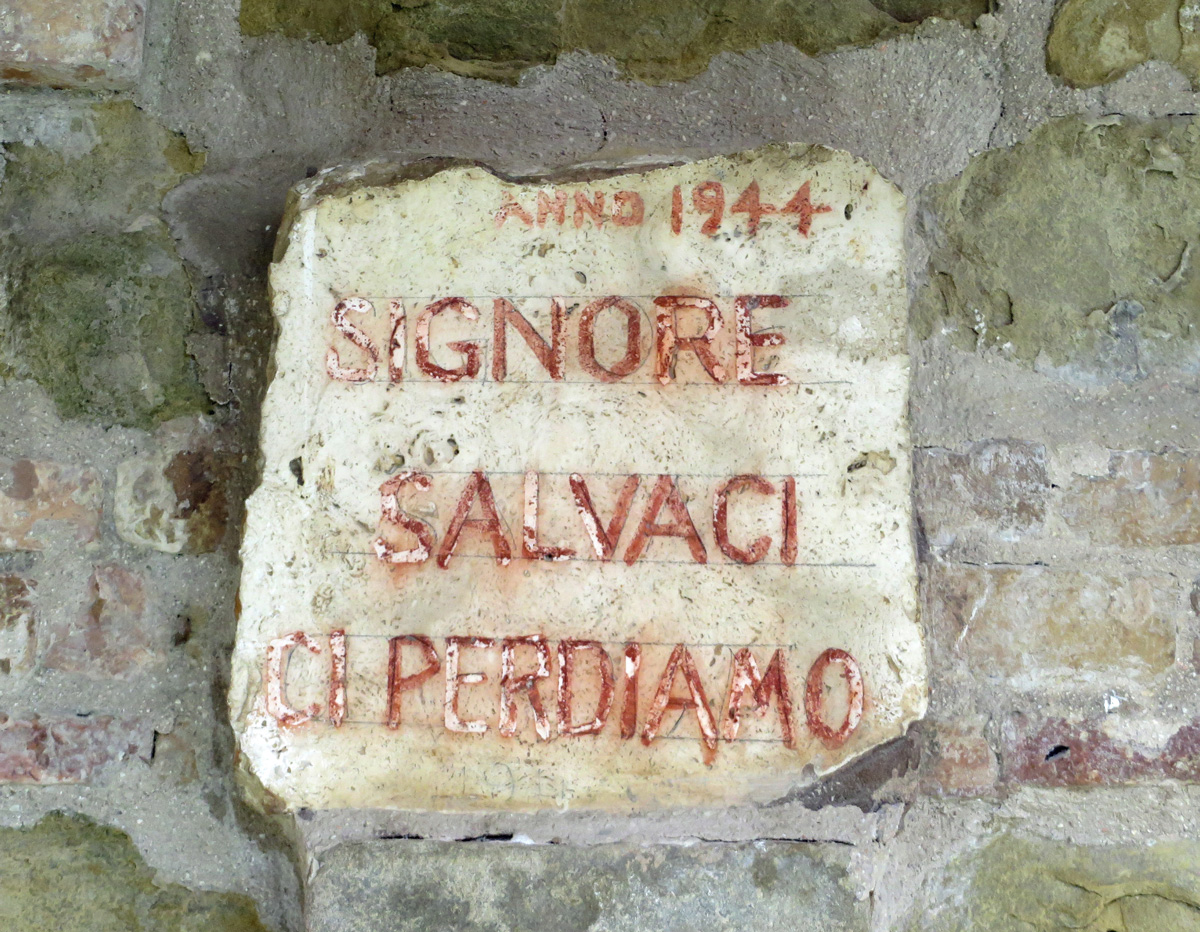 ANNO 1944
SIGNORE
SALVACI
CI PERDIAMO